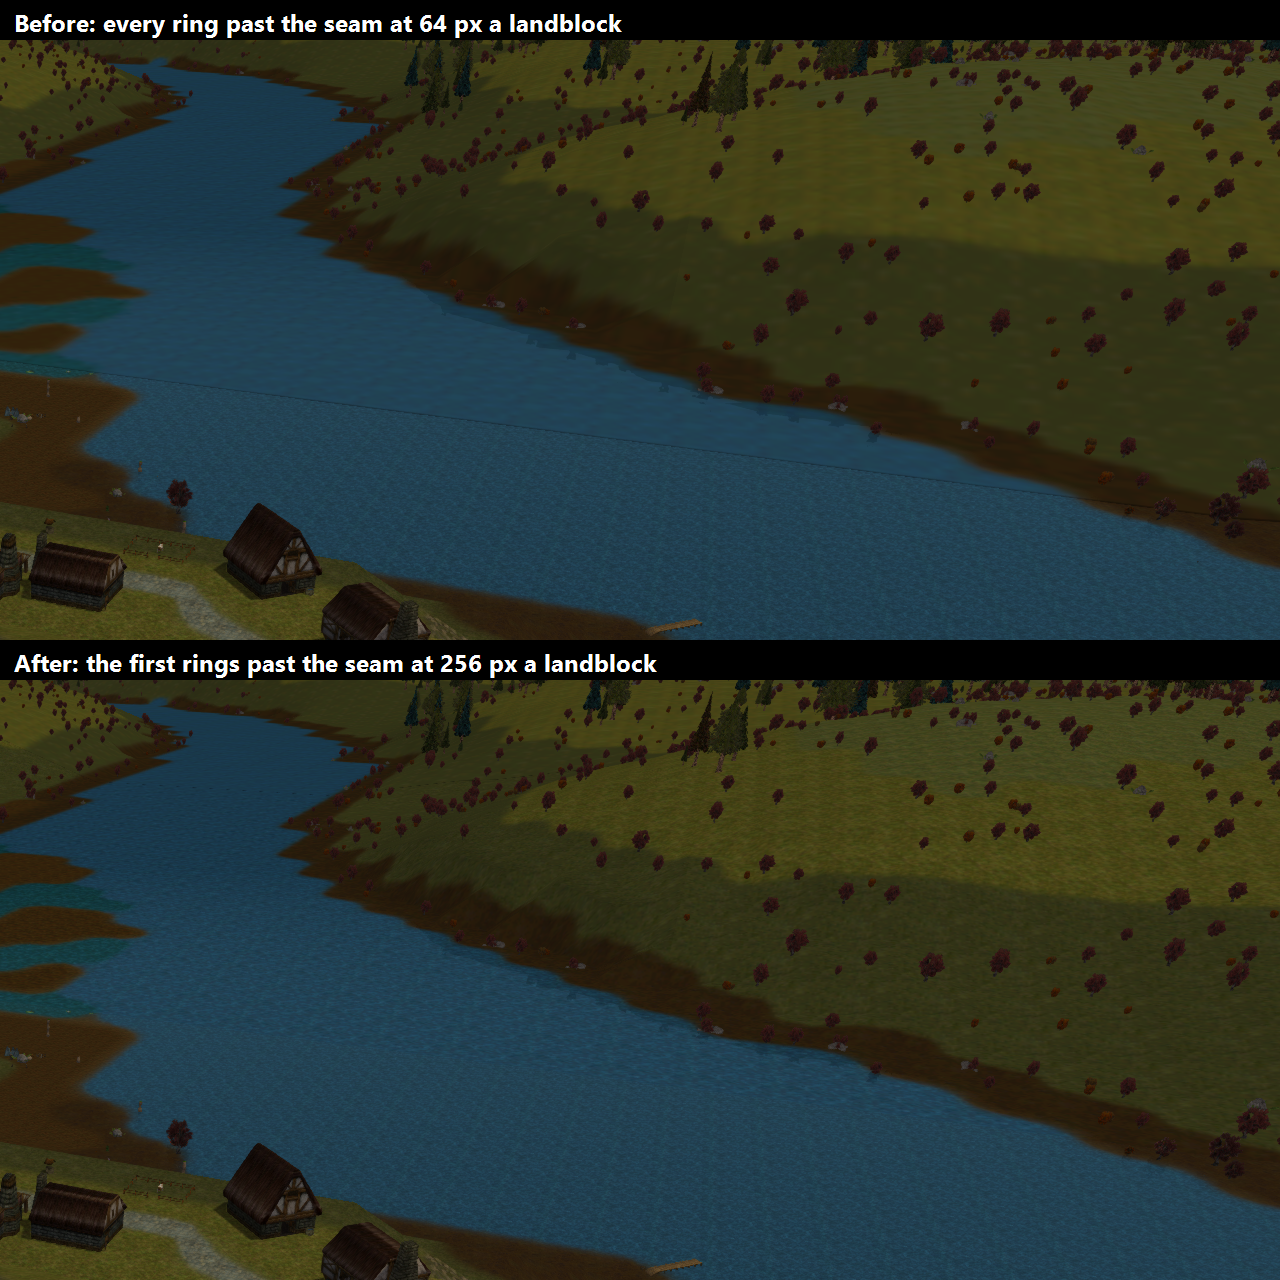 Before: every ring past the seam at 64 px a landblock
After: the first rings past the seam at 256 px a landblock